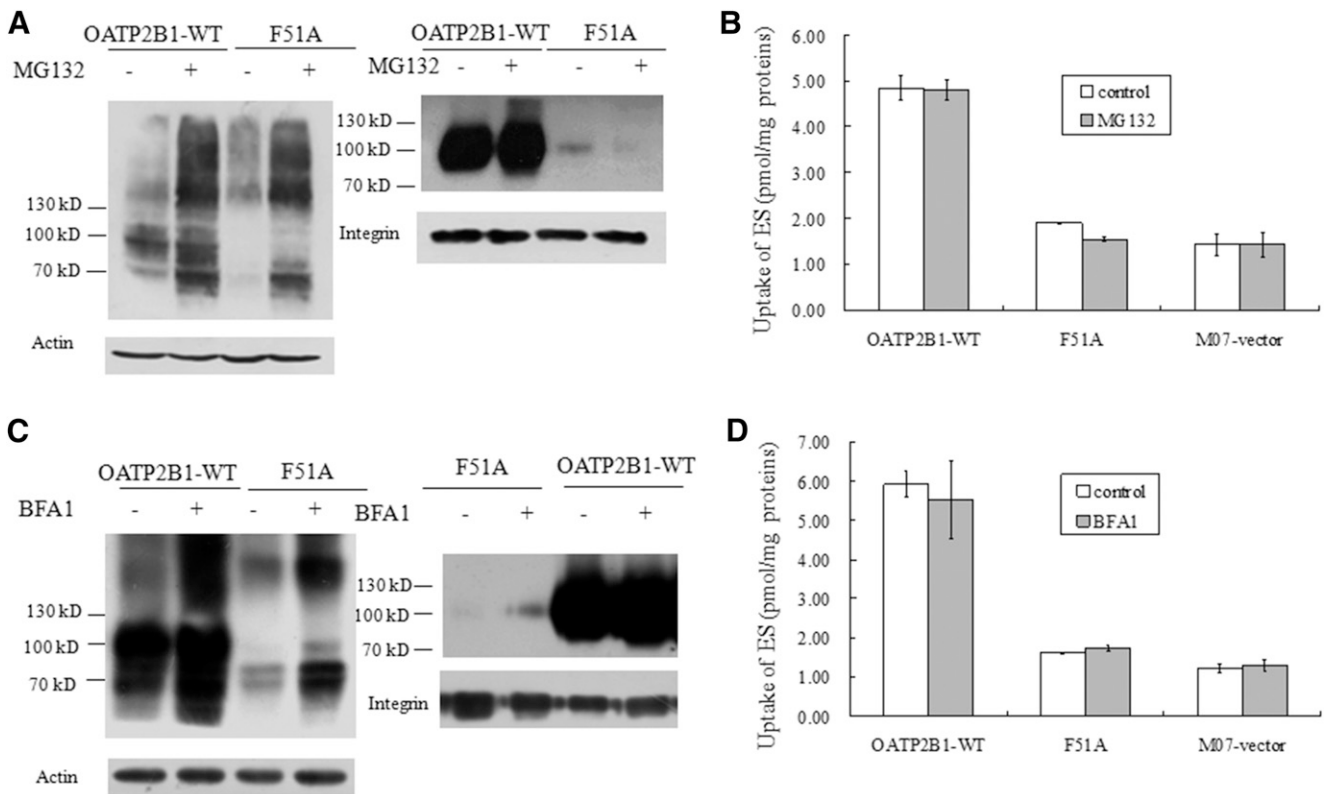 A
OATP2B1-WT F51A
MG132 - + - +
130 kD
100 kD
70 kD
Actin
OATP2B1-WT F51A
MG132 - + - +
130 kD
100 kD
70 kD
Integrin
B
Uptake of ES (pmol/mg proteins)
6.00
5.00
4.00
3.00
2.00
1.00
0.00
control
MG132
OATP2B1-WT F51A M07-vector
C
OATP2B1-WT F51A
BFA1 - + - +
130 kD
100 kD
70 kD
Actin
F51A OATP2B1-WT
BFA1 - + - +
130 kD
100 kD
70 kD
Integrin
D
Uptake of ES (pmol/mg proteins)
7.00
6.00
5.00
4.00
3.00
2.00
1.00
0.00
control
BFA1
OATP2B1-WT F51A M07-vector